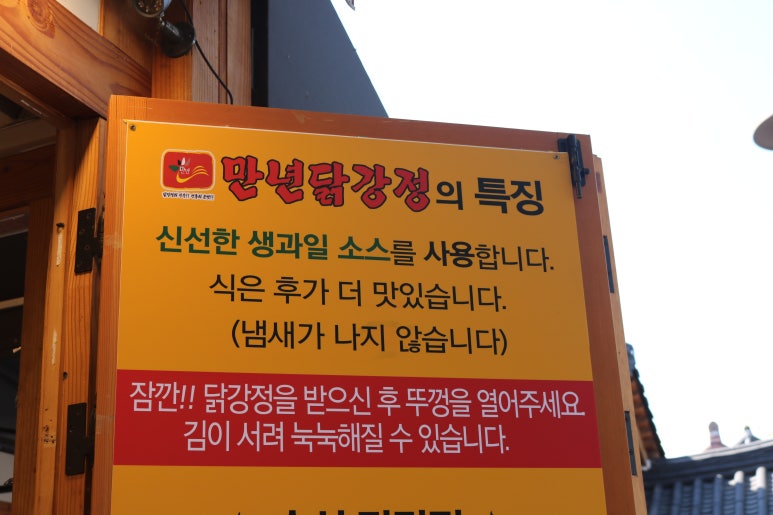 만년닭강정의 특징
신선한 생과일 소스를 사용합니다.
식은 후가 더 맛있습니다.
(냄새가 나지 않습니다)
잠깐!! 닭강정을 받으신 후 뚜껑을 열어주세요
김이 서려 눅눅해질 수 있습니다.